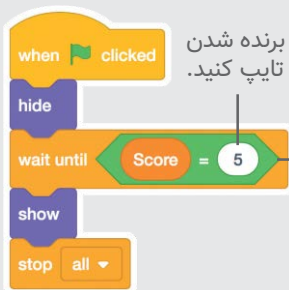 when clicked
برنده شدن
تایپ کنید.
hide
wait until Score = 5
show
stop all